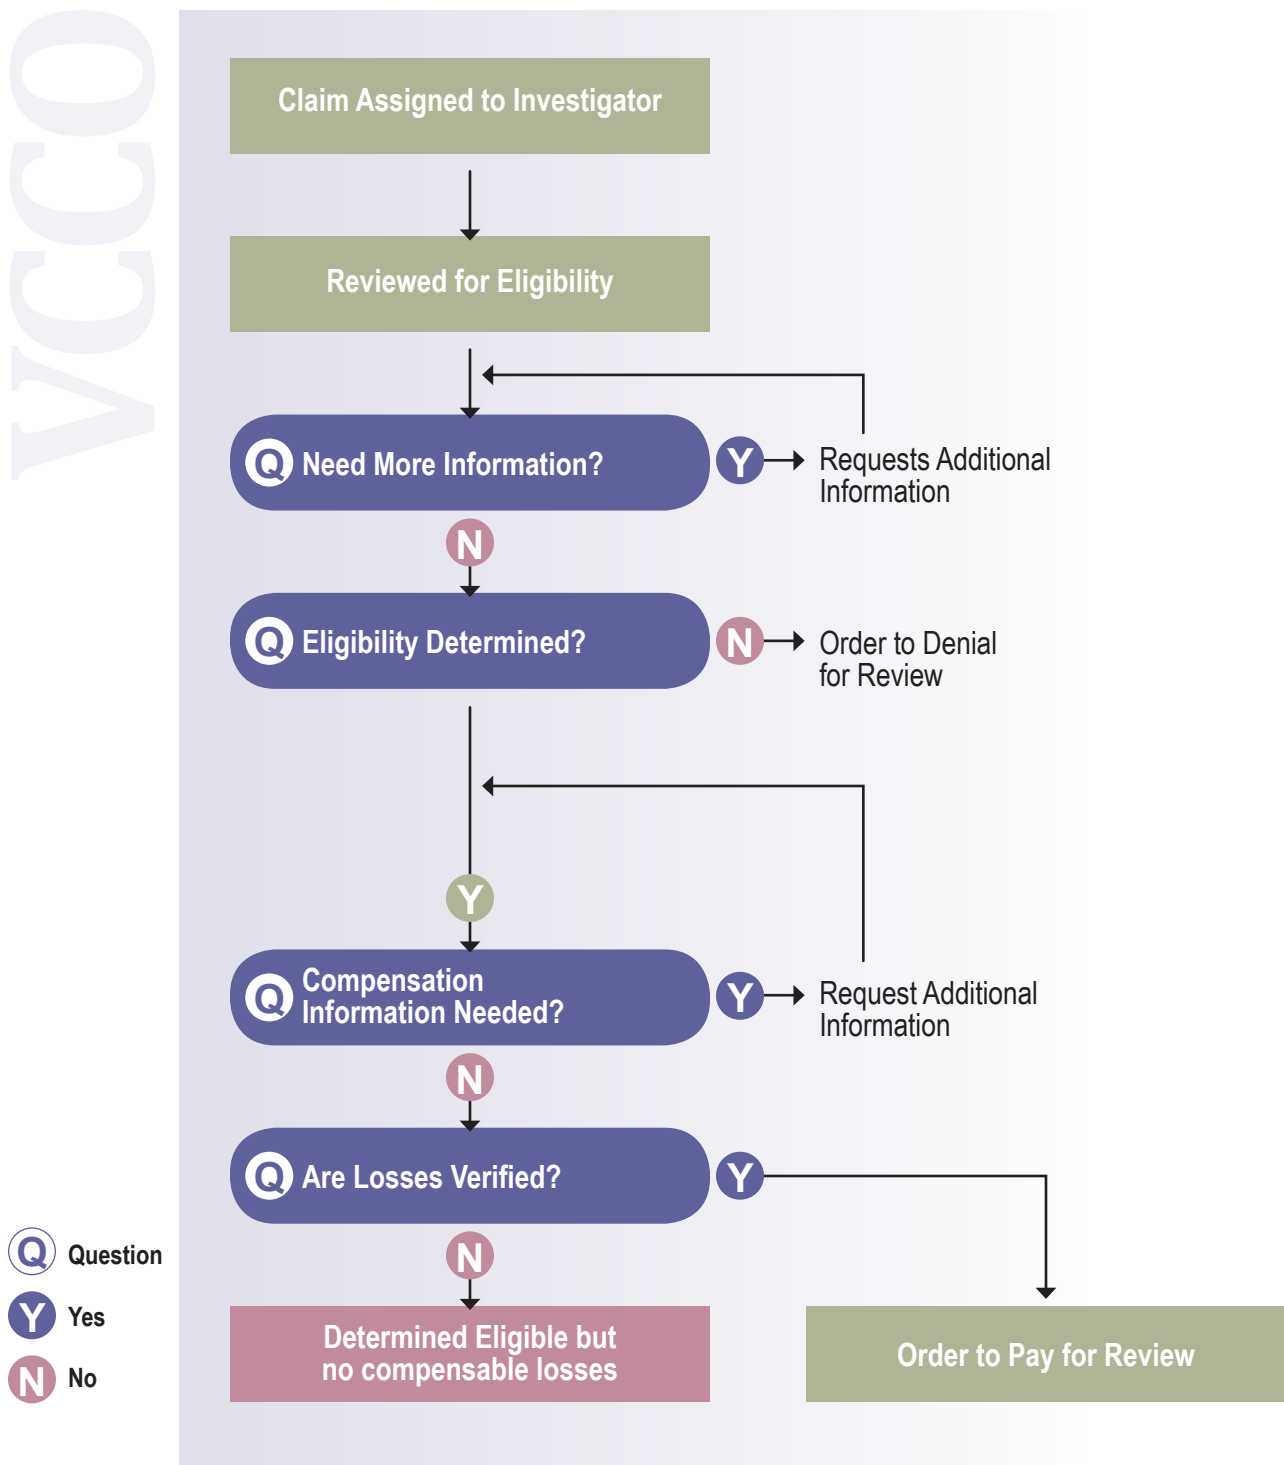 VCCO
Claim Assigned to Investigator
Reviewed for Eligibility
Q Need More Information?
Y
Requests Additional
Information
N
Q Eligibility Determined?
N
Order to Denial
for Review
Y
Q
Compensation
Information Needed?
Y
Request Additional
Information
N
Q Are Losses Verified?
Y
N
Determined Eligible but
no compensable losses
Order to Pay for Review
Q Question
Y Yes
N No